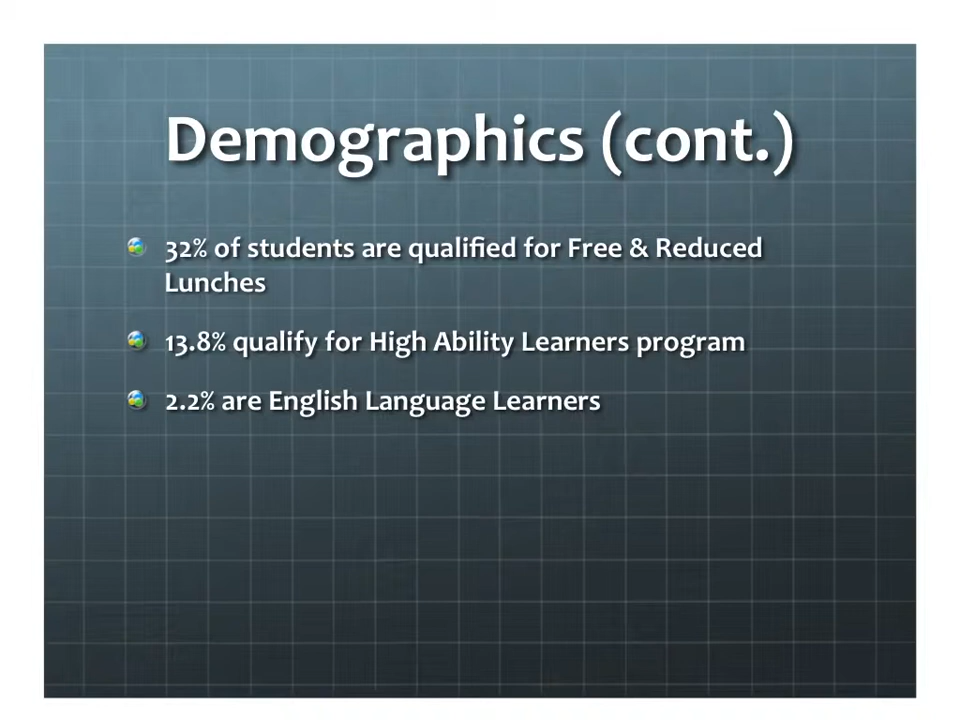 Demographics (cont.)
32% of students are qualified for Free & Reduced
Lunches
13.8% qualify for High Ability Learners program
2.2% are English Language Learners